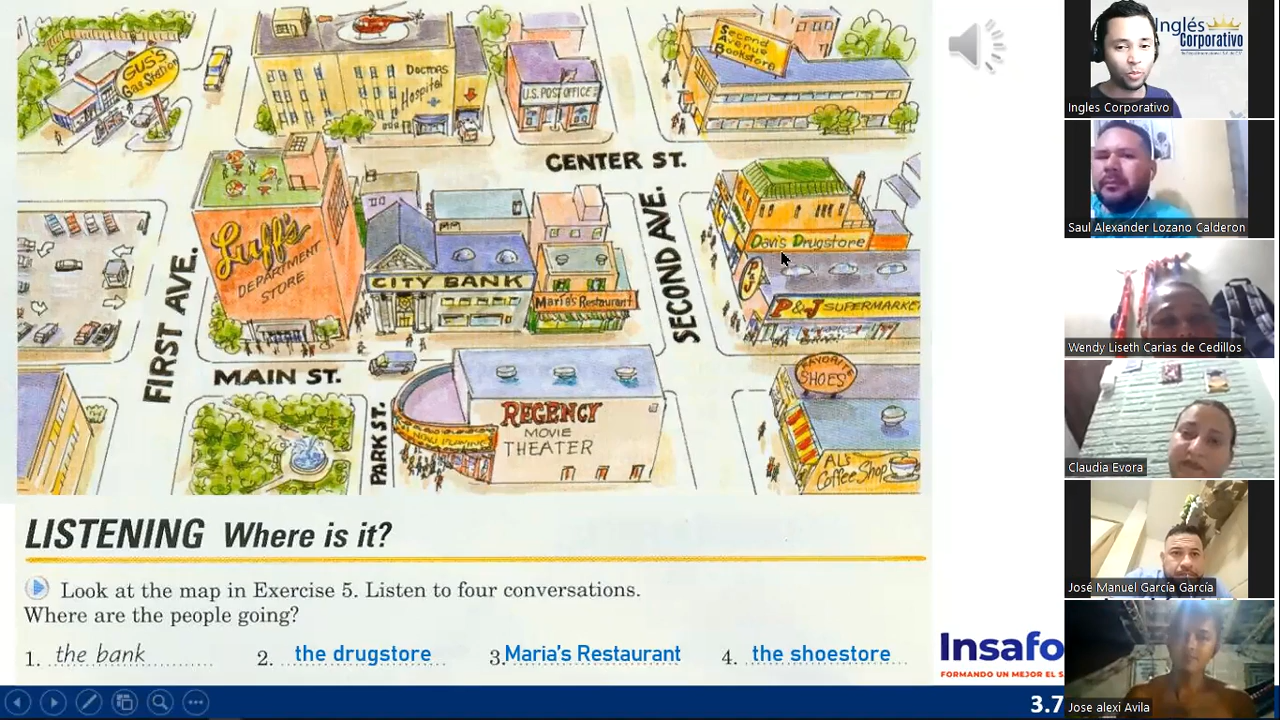 GUS'S
Gas Station
DOCTORS
Hospital
U.S. POST OFFICE
Second
Avenue
Bookstore
CENTER ST.
Luff's
DEPARTMENT
STORE
CITY BANK
Maria's Restaurant
FIRST AVE.
SECOND AVE.
Davis Drugstore
P&J
P&J SUPERMARKET
MAIN ST.
PARK ST.
NOW PLAYING
REGENCY
MOVIE
THEATER
FAVORITE
SHOES
AL's
Coffee Shop
LISTENING Where is it?
Look at the map in Exercise 5. Listen to four conversations.
Where are the people going?
1. the bank 2. the drugstore 3. Maria's Restaurant 4. the shoestore
Insafo
FORMANDO UN MEJOR EL S
3.7
Inglés
Corporativo
Ingles Corporativo
Saul Alexander Lozano Calderon
Wendy Liseth Carias de Cedillos
Claudia Evora
José Manuel García García
Jose alexi Avila